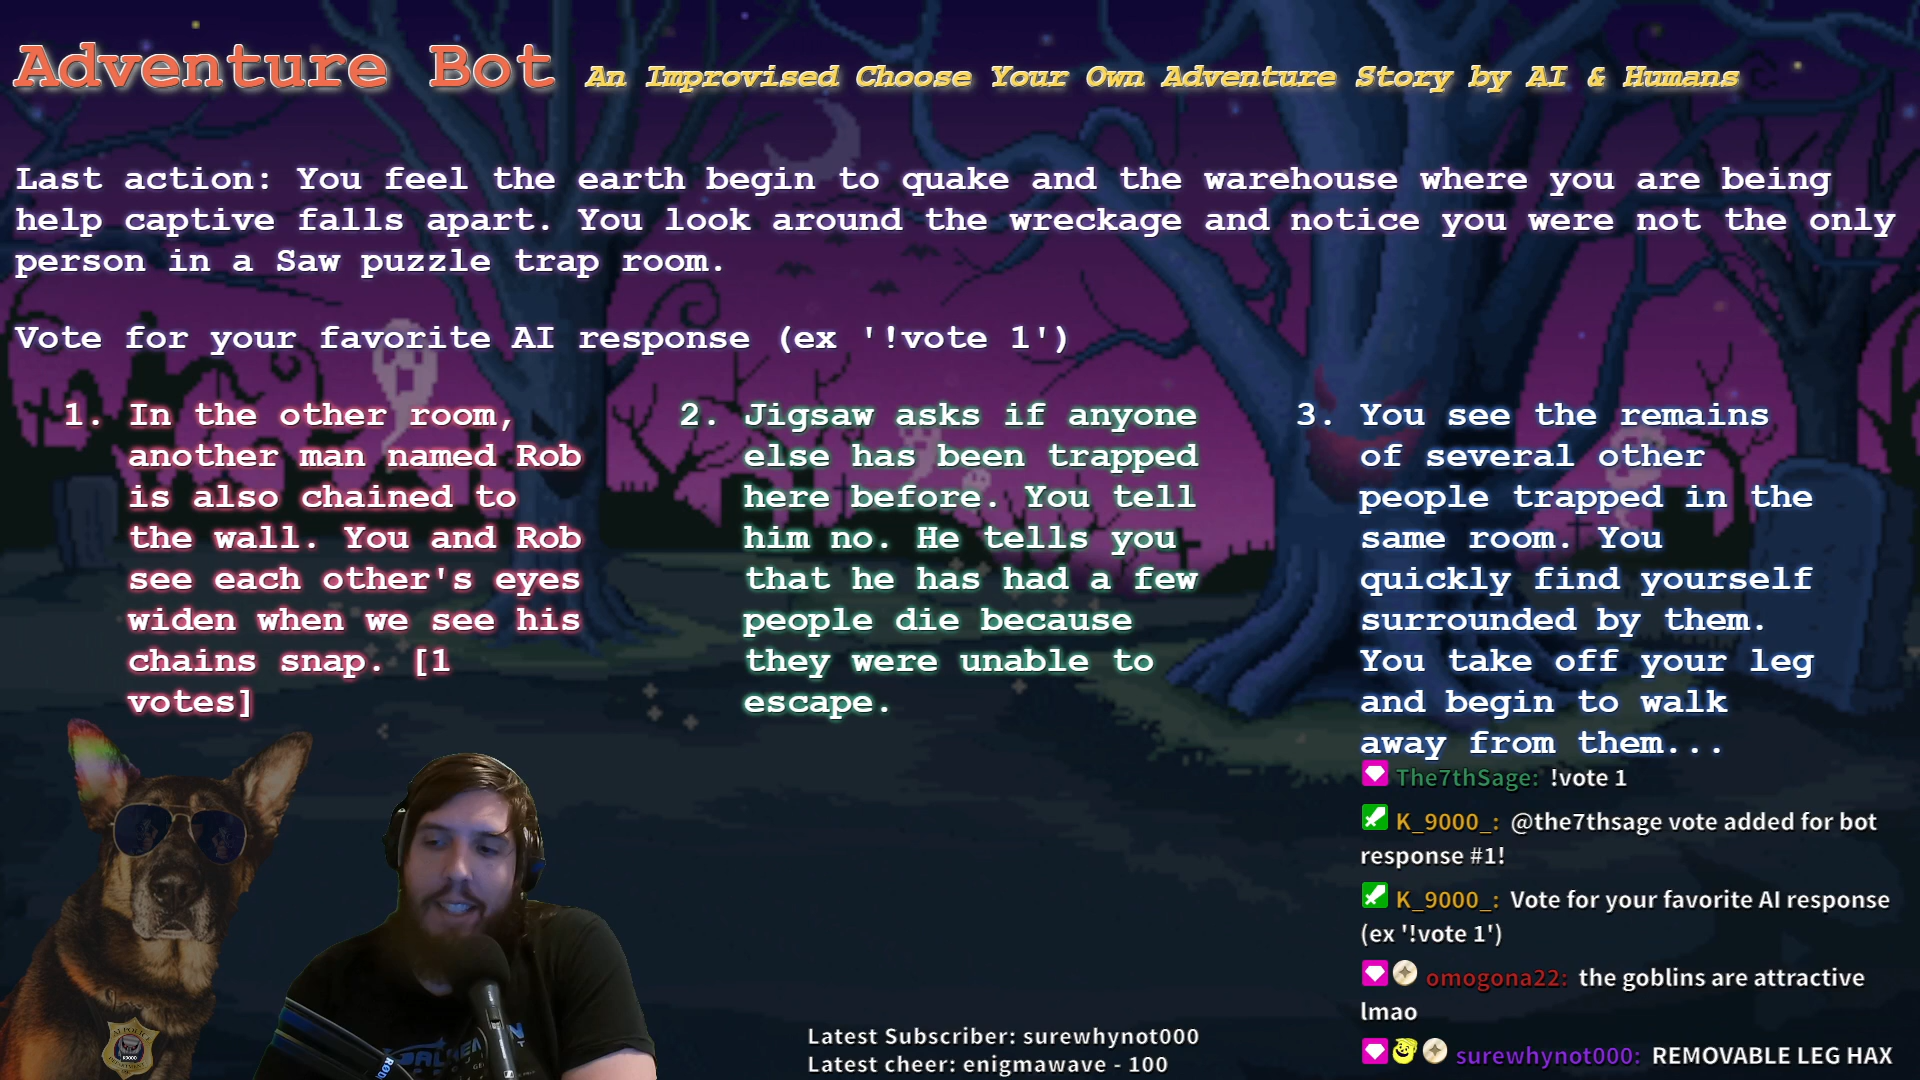 Adventure Bot An Improvised Choose Your Own Adventure Story by AI & Humans
Last action: You feel the earth begin to quake and the warehouse where you are being
help captive falls apart. You look around the wreckage and notice you were not the only
person in a Saw puzzle trap room.
Vote for your favorite AI response (ex '!vote 1')
1. In the other room,
another man named Rob
is also chained to
the wall. You and Rob
see each other's eyes
widen when we see his
chains snap. [1
votes]
2. Jigsaw asks if anyone
else has been trapped
here before. You tell
him no. He tells you
that he has had a few
people die because
they were unable to
escape.
3. You see the remains
of several other
people trapped in the
same room. You
quickly find yourself
surrounded by them.
You take off your leg
and begin to walk
away from them...
The7thSage: !vote 1
K_9000_: @the7thsage vote added for bot
response #1!
K_9000_: Vote for your favorite AI response
(ex '!vote 1')
omogona22: the goblins are attractive
lmao
surewhynot000: REMOVABLE LEG HAX
Latest Subscriber: surewhynot000
Latest cheer: enigmawave - 100